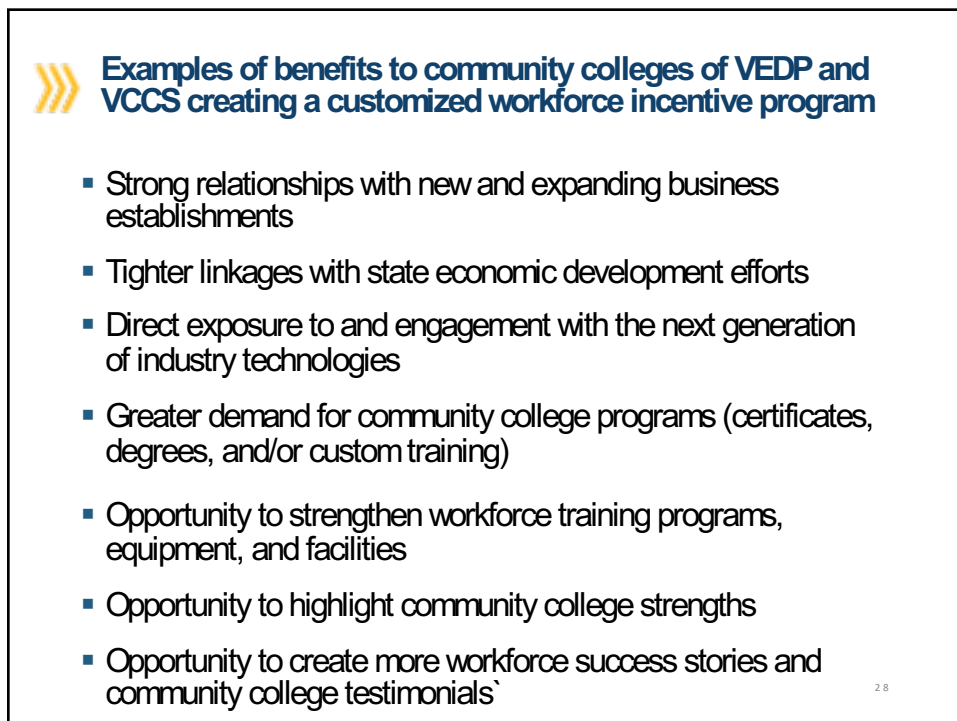 Examples of benefits to community colleges of VEDP and
VCCS creating a customized workforce incentive program
▪ Strong relationships with new and expanding business
establishments
▪ Tighter linkages with state economic development efforts
▪ Direct exposure to and engagement with the next generation
of industry technologies
▪ Greater demand for community college programs (certificates,
degrees, and/or custom training)
▪ Opportunity to strengthen workforce training programs,
equipment, and facilities
▪ Opportunity to highlight community college strengths
▪ Opportunity to create more workforce success stories and
community college testimonials`
28